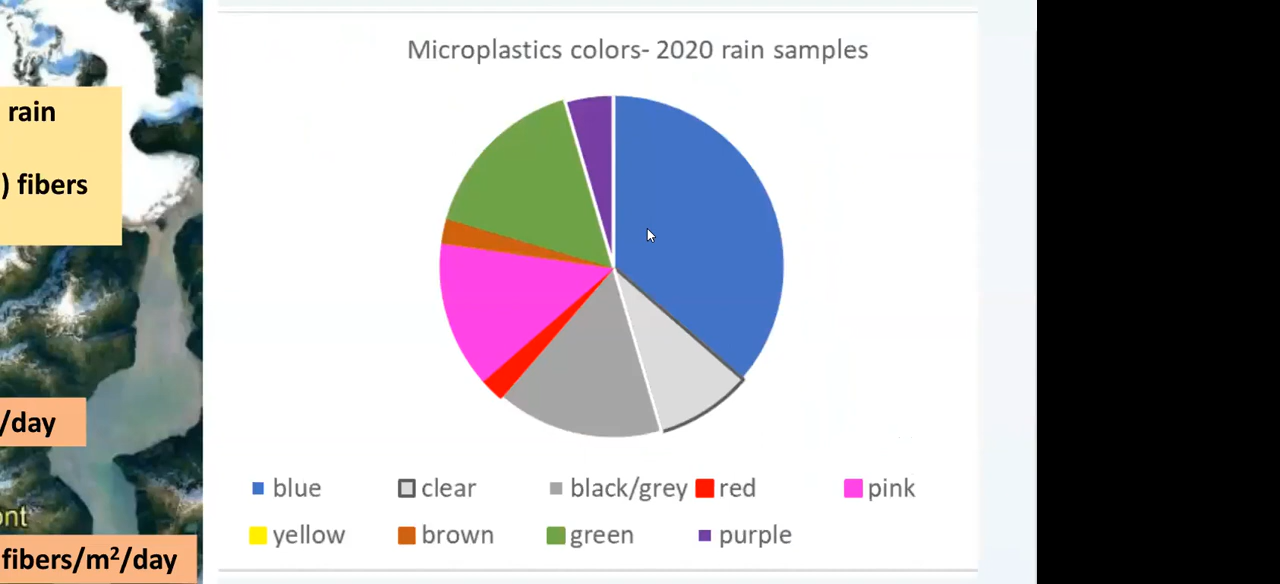 rain
) fibers
/day
ont
fibers/m²/day
Microplastics colors- 2020 rain samples
blue clear black/grey red pink
yellow brown green purple